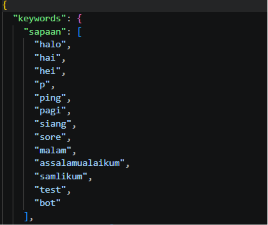 {
"keywords": {
"sapaan": [
"halo",
"hai",
"hei",
"p",
"ping",
"pagi",
"siang",
"sore",
"malam",
"assalamualaikum",
"samlikum",
"test",
"bot"
],